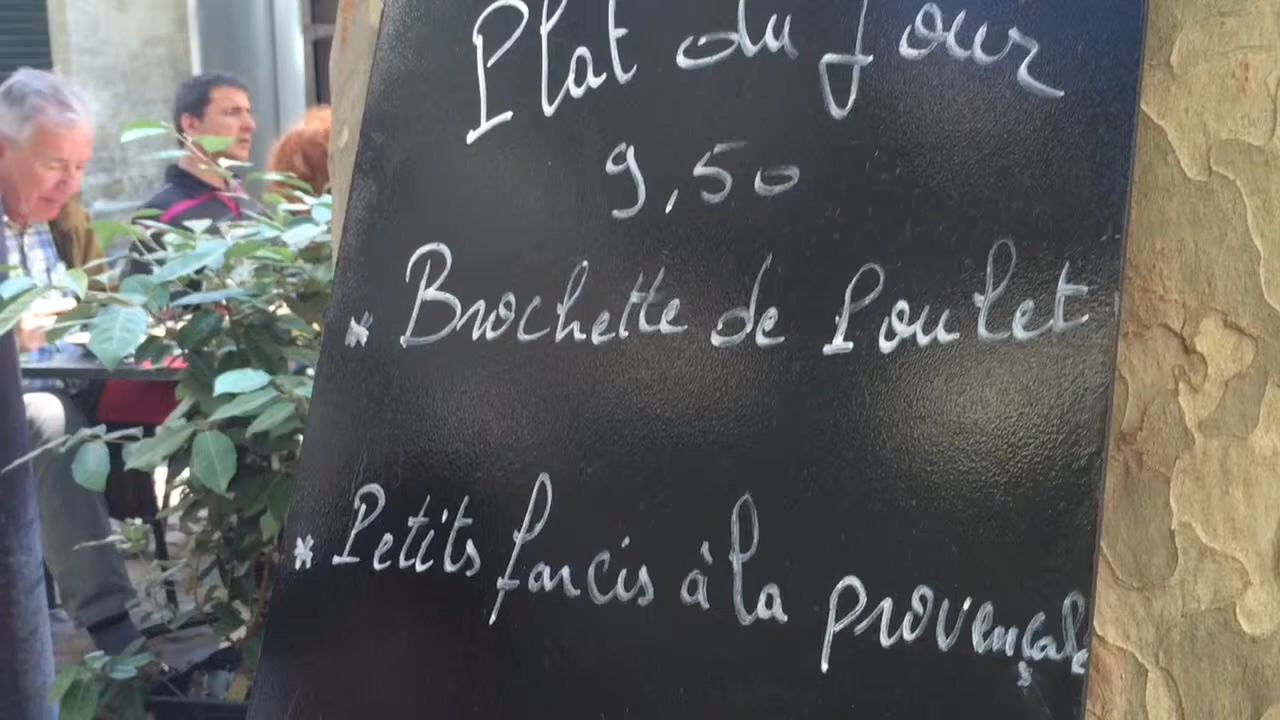 Plat du Jour
9,50
* Brochette de Poulet
* Petits farcis à la provençale